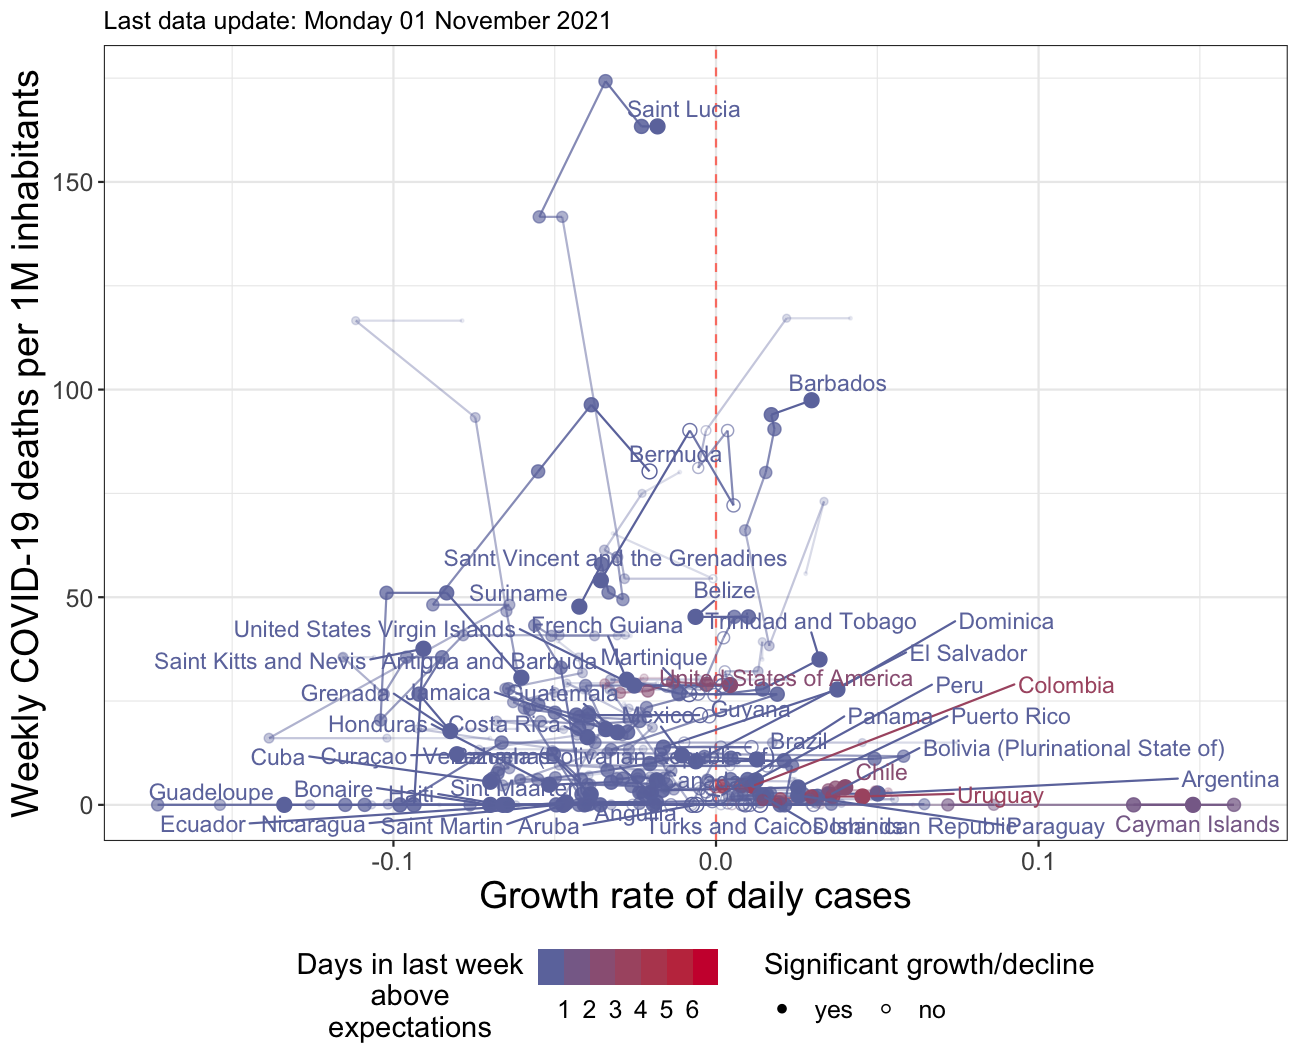 Last data update: Monday 01 November 2021
Weekly COVID-19 deaths per 1M inhabitants
150
100
50
0
Saint Lucia
Barbados
Bermuda
Saint Vincent and the Grenadines
Suriname
Belize
United States Virgin Islands
French Guiana
Trinidad and Tobago
Dominica
Saint Kitts and Nevis
Antigua and Barbuda
Martinique
El Salvador
Grenada
Jamaica
Guatemala
United States of America
Peru
Colombia
Honduras
Costa Rica
Mexico
Guyana
Panama
Puerto Rico
Cuba
Curaçao
Brazil
Bolivia (Plurinational State of)
Canada
Chile
Argentina
Guadeloupe
Bonaire
Haiti
Sint Maarten
Uruguay
Ecuador
Nicaragua
Saint Martin
Aruba
Anguilla
Turks and Caicos Islands
Dominican Republic
Paraguay
Cayman Islands
-0.1
0.0
0.1
Growth rate of daily cases
Days in last week
above
expectations
1 2 3 4 5 6
Significant growth/decline
yes
no